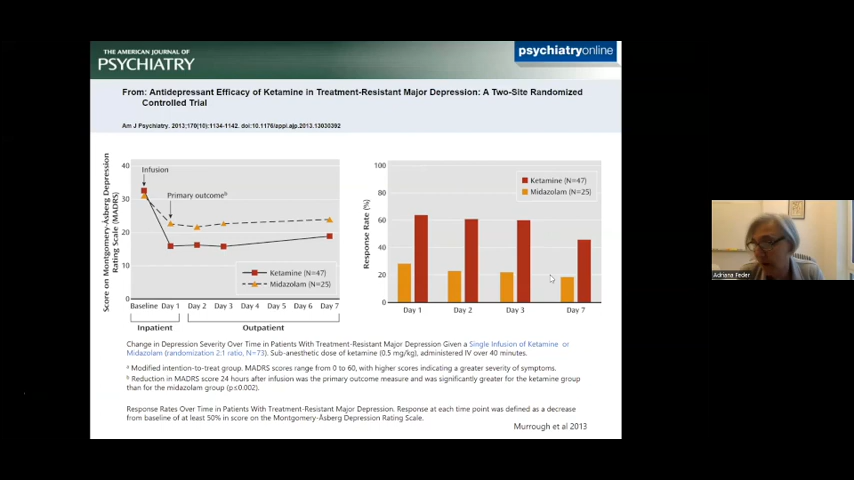 THE AMERICAN JOURNAL OF
PSYCHIATRY
psychiatryonline
From: Antidepressant Efficacy of Ketamine in Treatment-Resistant Major Depression: A Two-Site Randomized
Controlled Trial
Am J Psychiatry. 2013;170(10):1134-1142. doi:10.1176/appi.ajp.2013.13030392
Score on Montgomery-Åsberg Depression
Rating Scale (MADRS)
40
30
20
10
0
Infusion
Primary outcomeᵇ
Ketamine (N=47)
Midazolam (N=25)
Baseline Day 1 Day 2 Day 3 Day 4 Day 5 Day 6 Day 7
Inpatient
Outpatient
Response Rate (%)
100
80
60
40
20
0
Ketamine (N=47)
Midazolam (N=25)
Day 1 Day 2 Day 3 Day 7
Change in Depression Severity Over Time in Patients With Treatment-Resistant Major Depression Given a Single Infusion of Ketamine or
Midazolam (randomization 2:1 ratio, N=73). Sub-anesthetic dose of ketamine (0.5 mg/kg), administered IV over 40 minutes.
ᵃ Modified intention-to-treat group. MADRS scores range from 0 to 60, with higher scores indicating a greater severity of symptoms.
ᵇ Reduction in MADRS score 24 hours after infusion was the primary outcome measure and was significantly greater for the ketamine group
than for the midazolam group (p≤0.002).
Response Rates Over Time in Patients With Treatment-Resistant Major Depression. Response at each time point was defined as a decrease
from baseline of at least 50% in score on the Montgomery-Åsberg Depression Rating Scale.
Murrough et al 2013
Adriana Feder